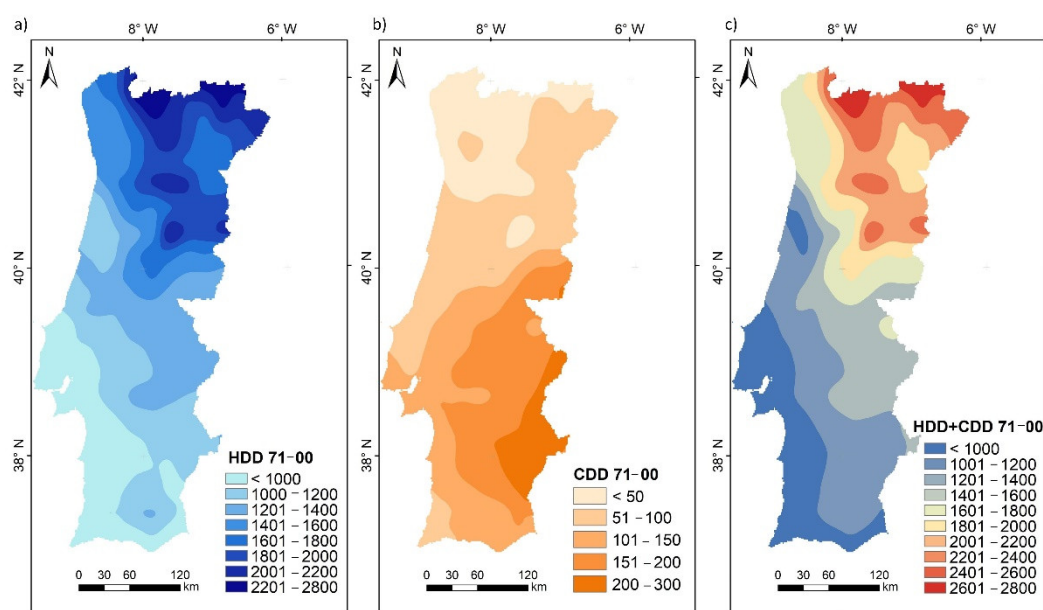 a)
8° W
6° W
N
42° N
40° N
38° N
HDD 71-00
< 1000
1000 – 1200
1201 – 1400
1401 – 1600
1601 – 1800
1801 – 2000
2001 – 2200
2201 – 2800
0 30 60 120
km
b)
8° W
6° W
N
42° N
40° N
38° N
CDD 71-00
< 50
51 – 100
101 – 150
151 – 200
200 – 300
0 30 60 120
km
c)
8° W
6° W
N
42° N
40° N
38° N
HDD+CDD 71-00
< 1000
1001 – 1200
1201 – 1400
1401 – 1600
1601 – 1800
1801 – 2000
2001 – 2200
2201 – 2400
2401 – 2600
2601 – 2800
0 30 60 120
km